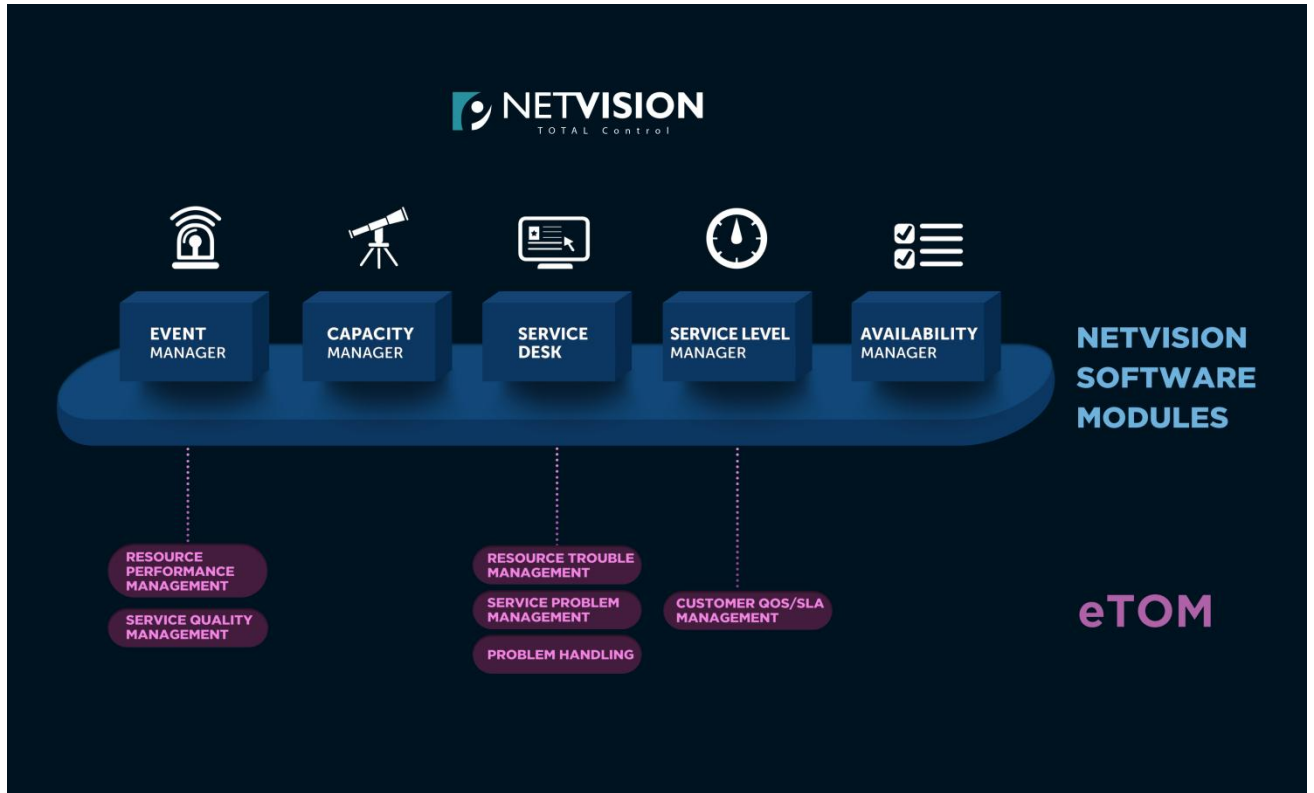 NETVISION
TOTAL Control
EVENT
MANAGER
CAPACITY
MANAGER
SERVICE
DESK
SERVICE LEVEL
MANAGER
AVAILABILITY
MANAGER
NETVISION
SOFTWARE
MODULES
RESOURCE
PERFORMANCE
MANAGEMENT
SERVICE QUALITY
MANAGEMENT
RESOURCE TROUBLE
MANAGEMENT
SERVICE PROBLEM
MANAGEMENT
PROBLEM HANDLING
CUSTOMER QOS/SLA
MANAGEMENT
eTOM